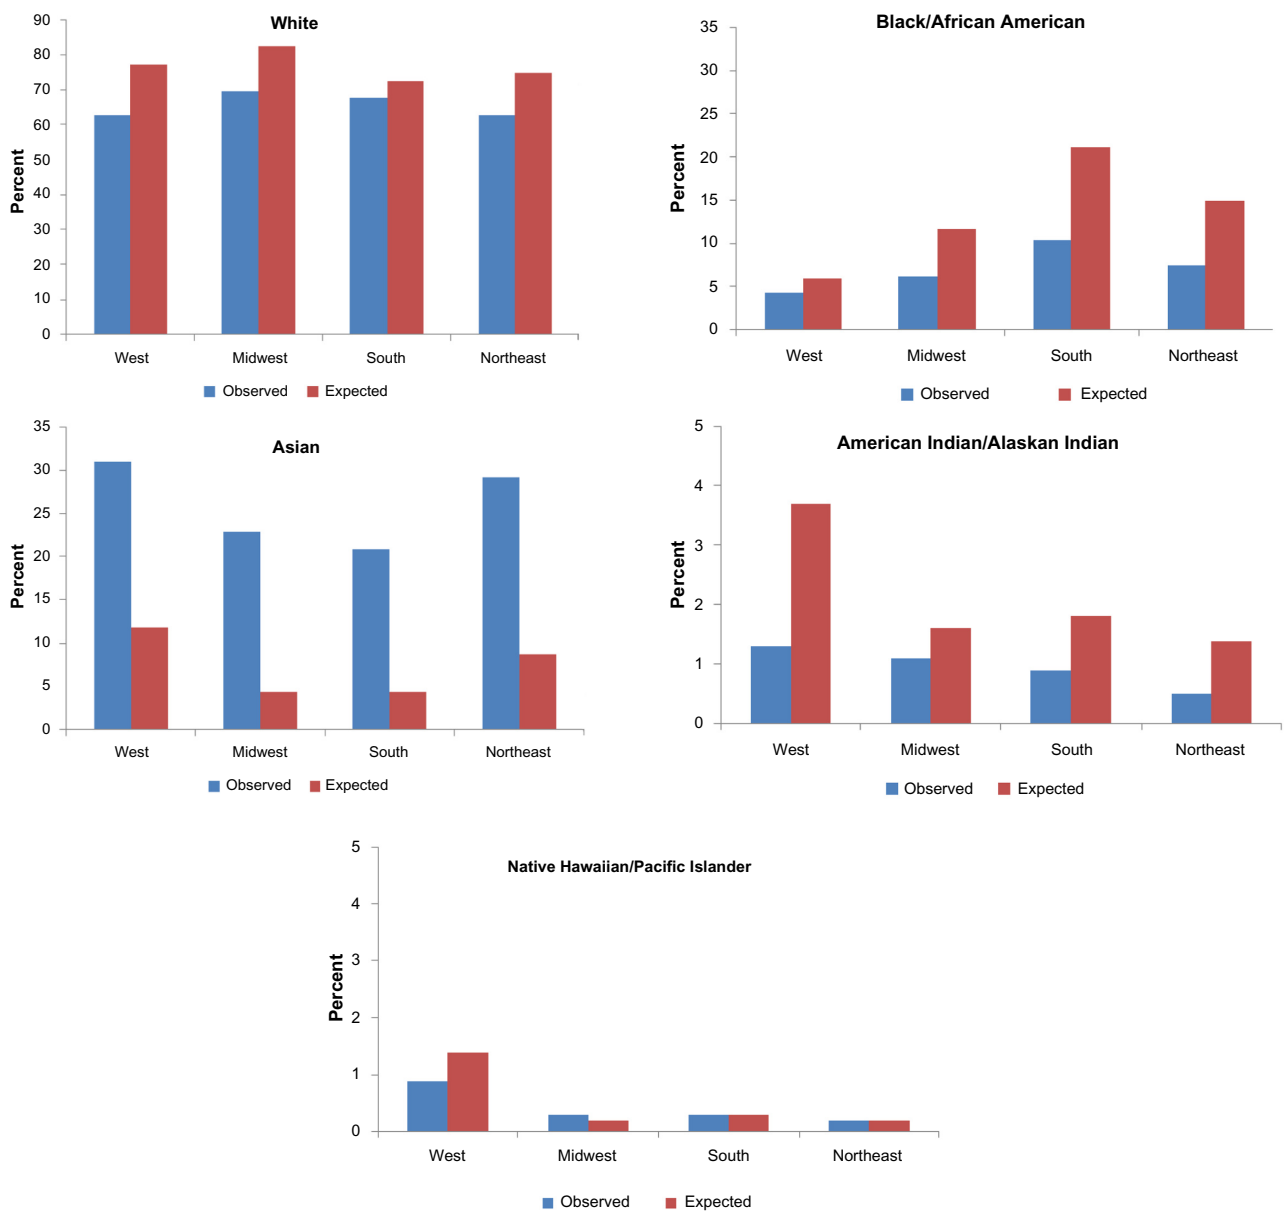 White
90
80
70
60
50
40
30
20
10
0
Percent
West Midwest South Northeast
Observed Expected
Black/African American
35
30
25
20
15
10
5
0
Percent
West Midwest South Northeast
Observed Expected
Asian
35
30
25
20
15
10
5
0
Percent
West Midwest South Northeast
Observed Expected
American Indian/Alaskan Indian
5
4
3
2
1
0
Percent
West Midwest South Northeast
Observed Expected
Native Hawaiian/Pacific Islander
5
4
3
2
1
0
Percent
West Midwest South Northeast
Observed Expected